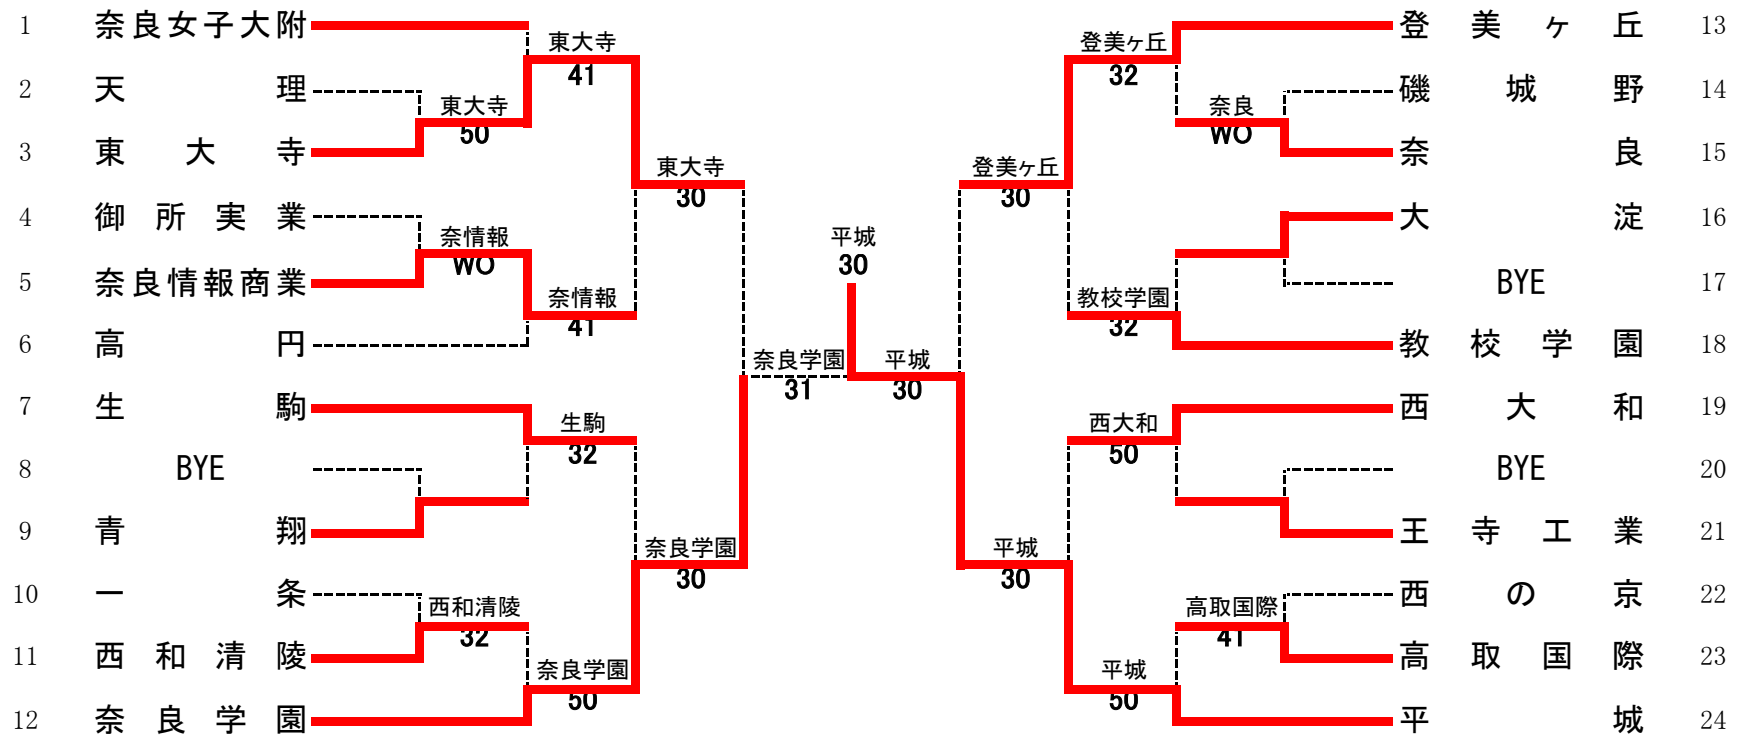 1 奈良女子大附
2 天理
3 東大寺
4 御所実業
5 奈良情報商業
6 高円
7 生駒
8 BYE
9 青翔
10 一条
11 西和清陵
12 奈良学園
東大寺
50
奈情報
WO
西和清陵
32
東大寺
41
奈情報
41
生駒
32
奈良学園
50
東大寺
30
奈良学園
30
奈良学園
31
平城
30
平城
30
登美ヶ丘
30
平城
30
登美ヶ丘
32
教校学園
32
西大和
50
平城
50
奈良
WO
高取国際
41
登美ヶ丘 13
磯城野 14
奈良 15
大淀 16
BYE 17
教校学園 18
西大和 19
BYE 20
王寺工業 21
西の京 22
高取国際 23
平城 24